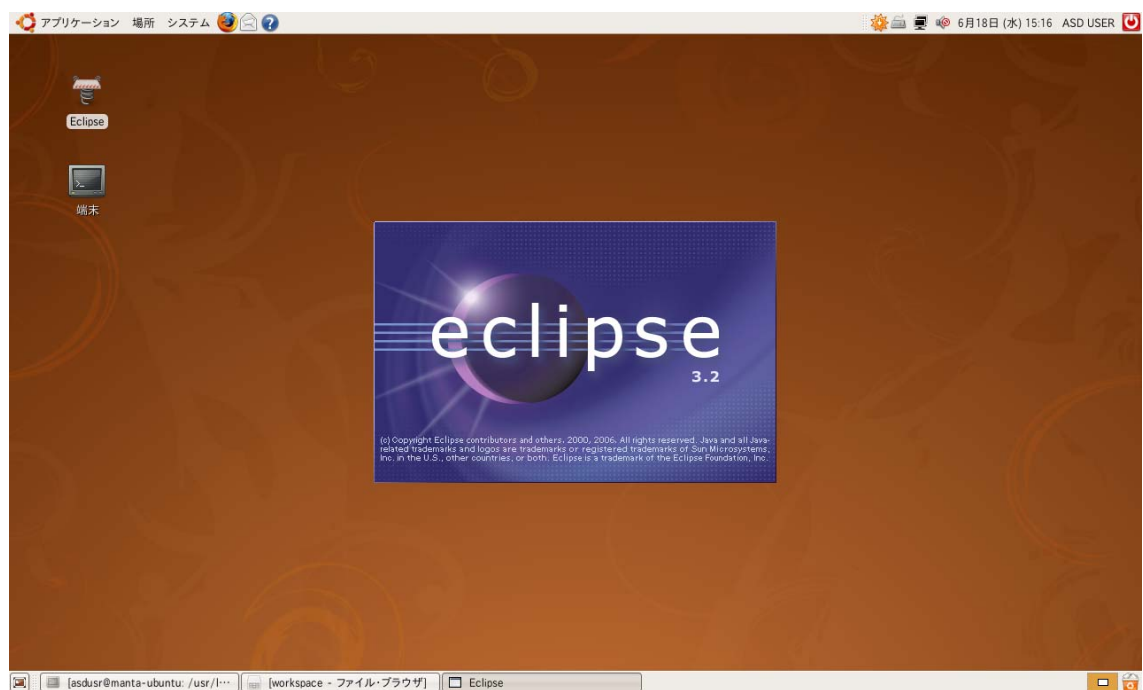 アプリケーション 場所 システム 6月18日 (水) 15:16 ASD USER
Eclipse
端末
eclipse
3.2
(c) Copyright Eclipse contributors and others. 2000, 2006. All rights reserved. Java and all Java-
related trademarks and logos are trademarks or registered trademarks of Sun Microsystems,
Inc. in the U.S., other countries, or both. Eclipse is a trademark of the Eclipse Foundation, Inc.
[asdusr@manta-ubuntu: /usr/l… [workspace - ファイル・ブラウザ] Eclipse